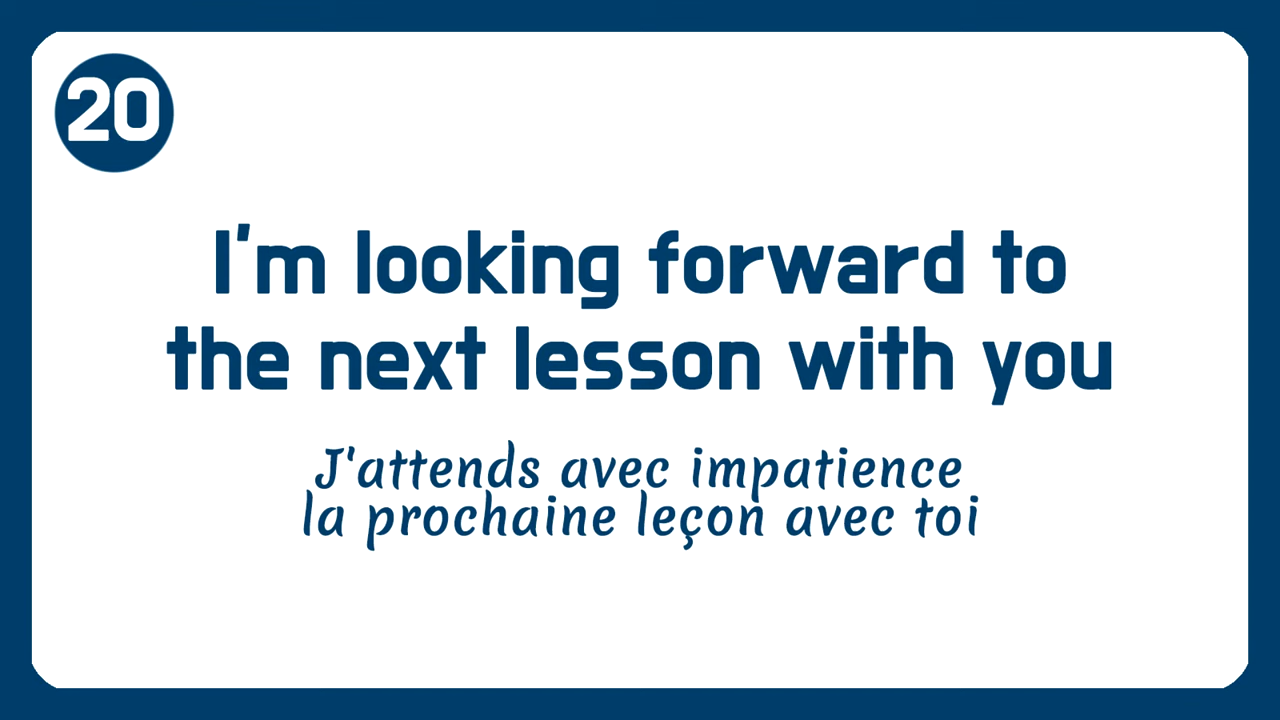 20
I'm looking forward to
the next lesson with you
J'attends avec impatience
la prochaine leçon avec toi